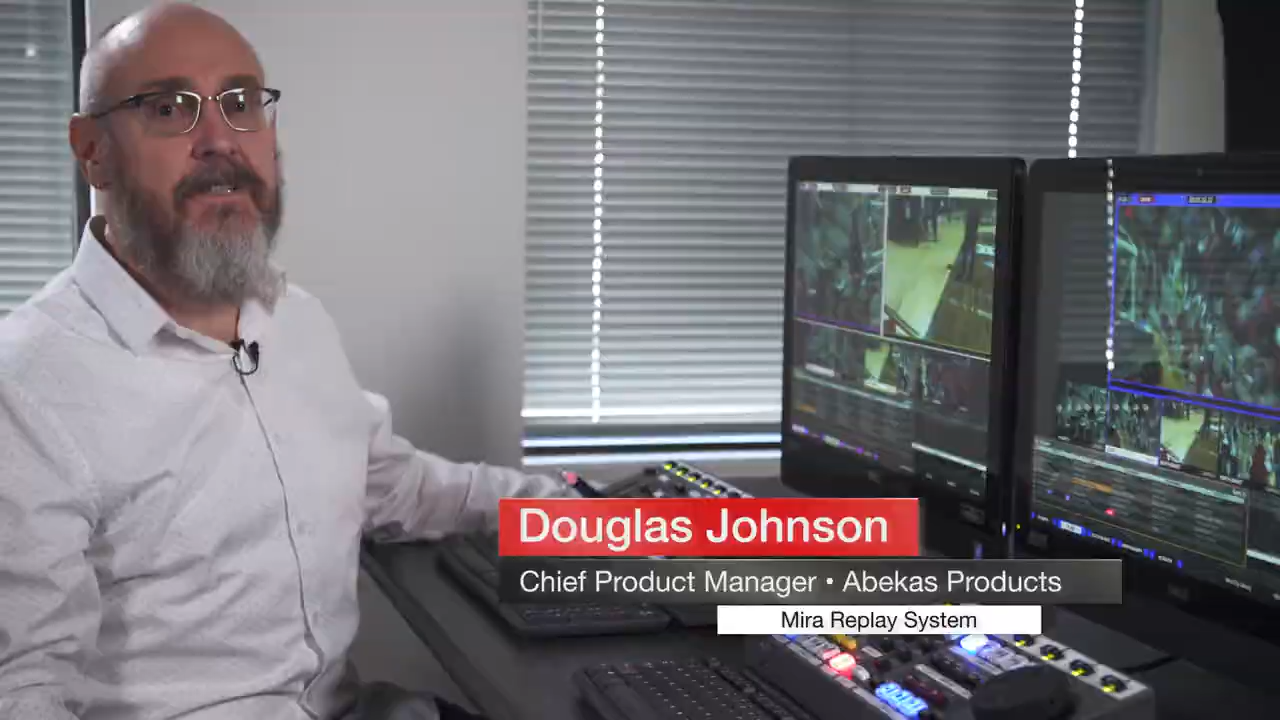 Douglas Johnson
Chief Product Manager • Abekas Products
Mira Replay System